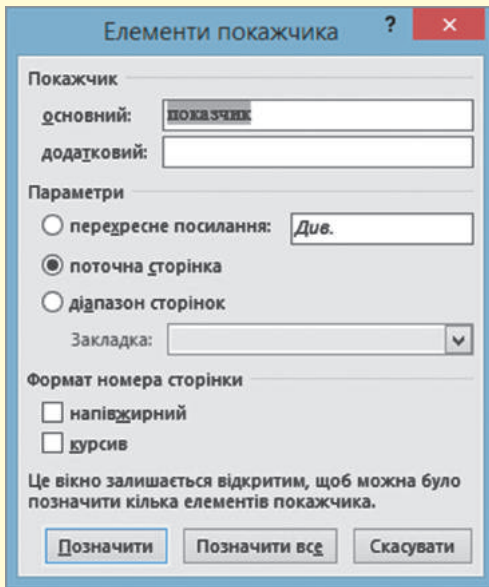 Елементи покажчика ? ×
Покажчик
основний: показчик
додатковий:
Параметри
перехресне посилання: Див.
поточна сторінка
діапазон сторінок
Закладка:
Формат номера сторінки
напівжирний
курсив
Це вікно залишається відкритим, щоб можна було
позначити кілька елементів покажчика.
Позначити Позначити все Скасувати